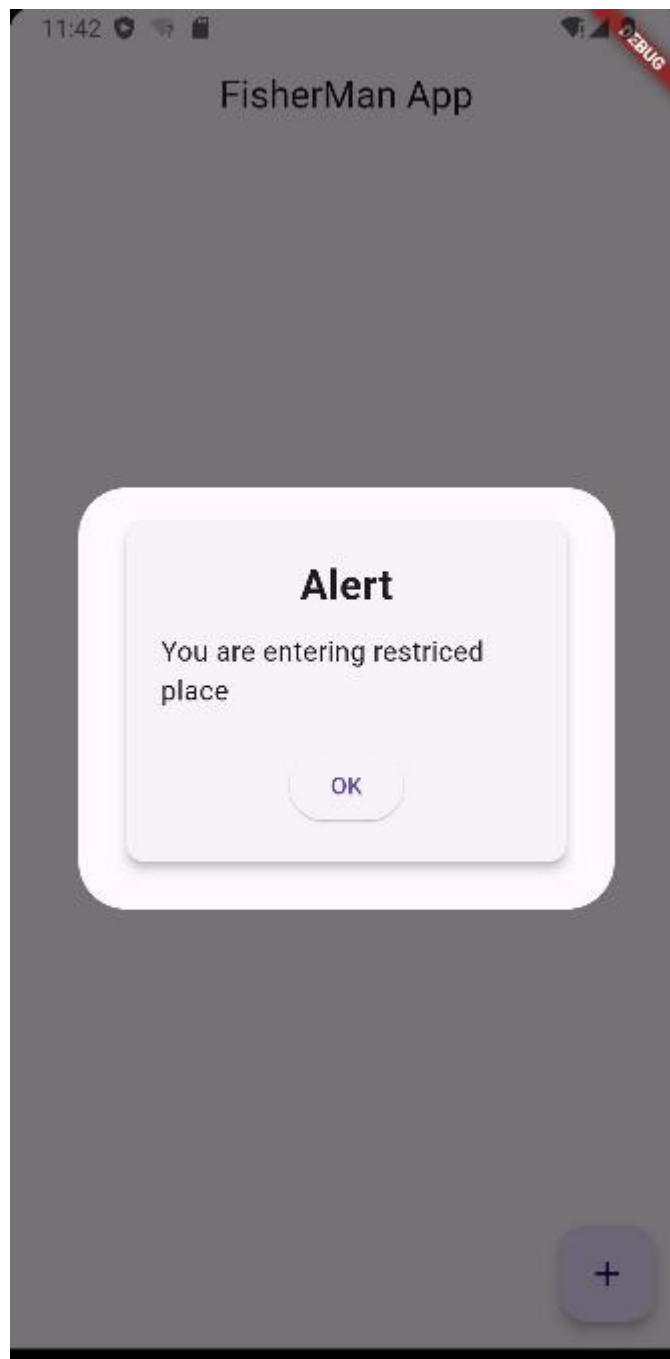 11:42
DEBUG
FisherMan App
Alert
You are entering restriced
place
OK
+